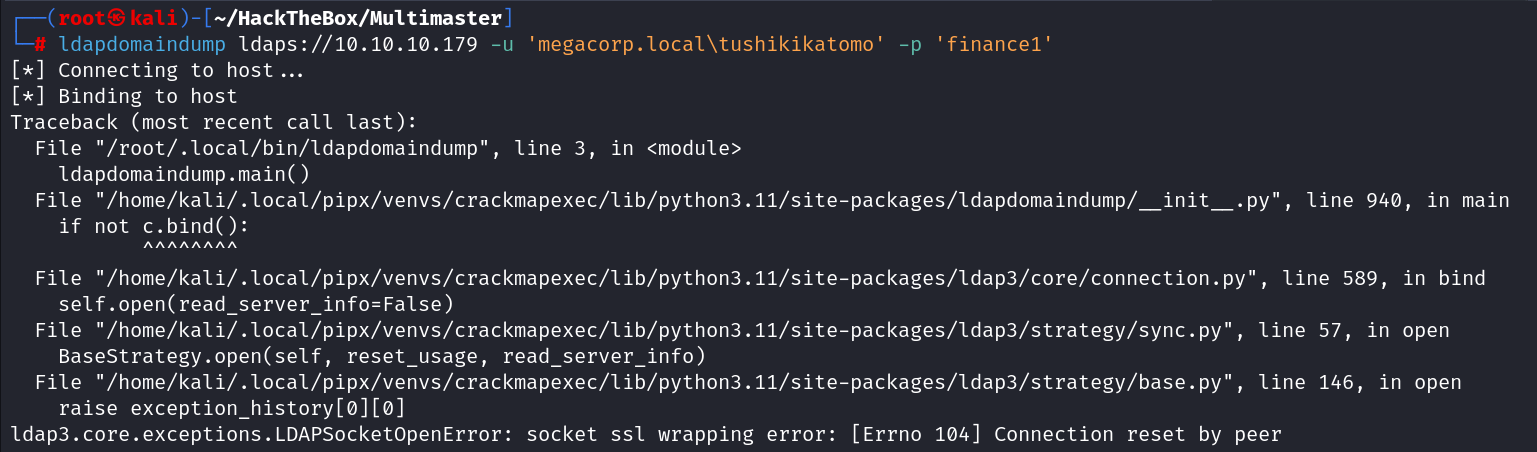 ┌──(root㉿kali)-[~/HackTheBox/Multimaster]
└─# ldapdomaindump ldaps://10.10.10.179 -u 'megacorp.local\tushikikatomo' -p 'finance1'
[*] Connecting to host...
[*] Binding to host
Traceback (most recent call last):
  File "/root/.local/bin/ldapdomaindump", line 3, in <module>
    ldapdomaindump.main()
  File "/home/kali/.local/pipx/venvs/crackmapexec/lib/python3.11/site-packages/ldapdomaindump/__init__.py", line 940, in main
    if not c.bind():
           ^^^^^^^^
  File "/home/kali/.local/pipx/venvs/crackmapexec/lib/python3.11/site-packages/ldap3/core/connection.py", line 589, in bind
    self.open(read_server_info=False)
  File "/home/kali/.local/pipx/venvs/crackmapexec/lib/python3.11/site-packages/ldap3/strategy/sync.py", line 57, in open
    BaseStrategy.open(self, reset_usage, read_server_info)
  File "/home/kali/.local/pipx/venvs/crackmapexec/lib/python3.11/site-packages/ldap3/strategy/base.py", line 146, in open
    raise exception_history[0][0]
ldap3.core.exceptions.LDAPSocketOpenError: socket ssl wrapping error: [Errno 104] Connection reset by peer